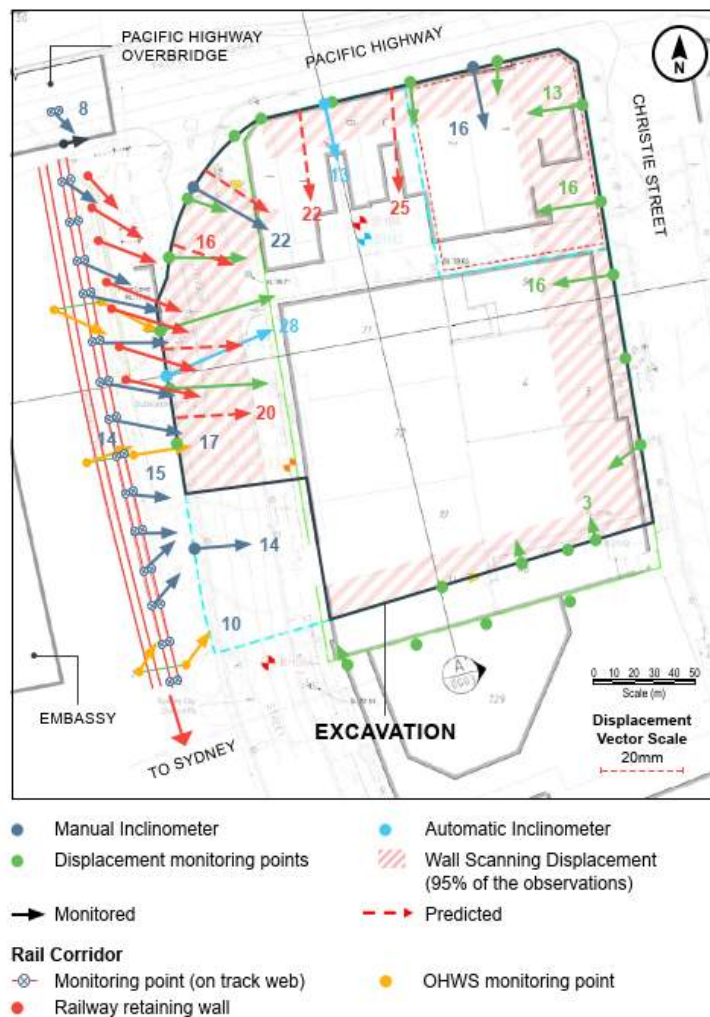 PACIFIC HIGHWAY
PACIFIC HIGHWAY
OVERBRIDGE
N
8
16
13
CHRISTIE STREET
13
22
25
16
22
16
16
28
20
17
14
15
14
3
10
A
729
EMBASSY
EXCAVATION
TO SYDNEY
0 10 20 30 40 50
Scale (m)
Displacement
Vector Scale
20mm
Manual Inclinometer
Automatic Inclinometer
Displacement monitoring points
Wall Scanning Displacement
(95% of the observations)
Monitored
Predicted
Rail Corridor
Monitoring point (on track web)
OHWS monitoring point
Railway retaining wall